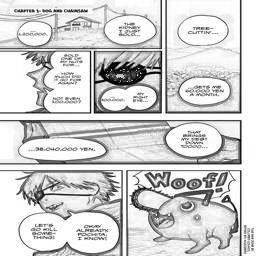 CHAPTER 1: DOG AND CHAINSAW
TREE-
CUTTIN'...
...GETS ME
60,000 YEN
A MONTH.
THE
KIDNEY
I JUST
SOLD...
1,200,000.
SOLD
ONE OF
MY NUTS
FOR...
HOW MUCH
DID IT
GO FOR
AGAIN?
NOT EVEN
100,000?
MY
RIGHT
EYE...
THAT
BRINGS
MY DEBT
DOWN
TO...
...38,040,000 YEN.
WOOF!
OKAY
ALREADY,
POCHITA,
I KNOW!
LET'S
GO KILL
SOME-
THING!